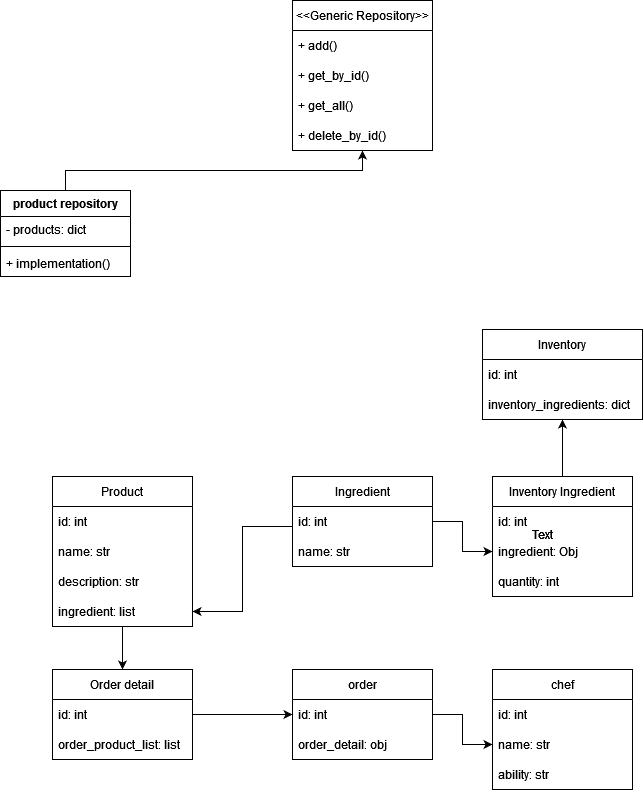 <<Generic Repository>>
+ add()
+ get_by_id()
+ get_all()
+ delete_by_id()
product repository
- products: dict
+ implementation()
Inventory
id: int
inventory_ingredients: dict
Product
id: int
name: str
description: str
ingredient: list
Ingredient
id: int
name: str
Inventory Ingredient
id: int
Text
ingredient: Obj
quantity: int
Order detail
id: int
order_product_list: list
order
id: int
order_detail: obj
chef
id: int
name: str
ability: str